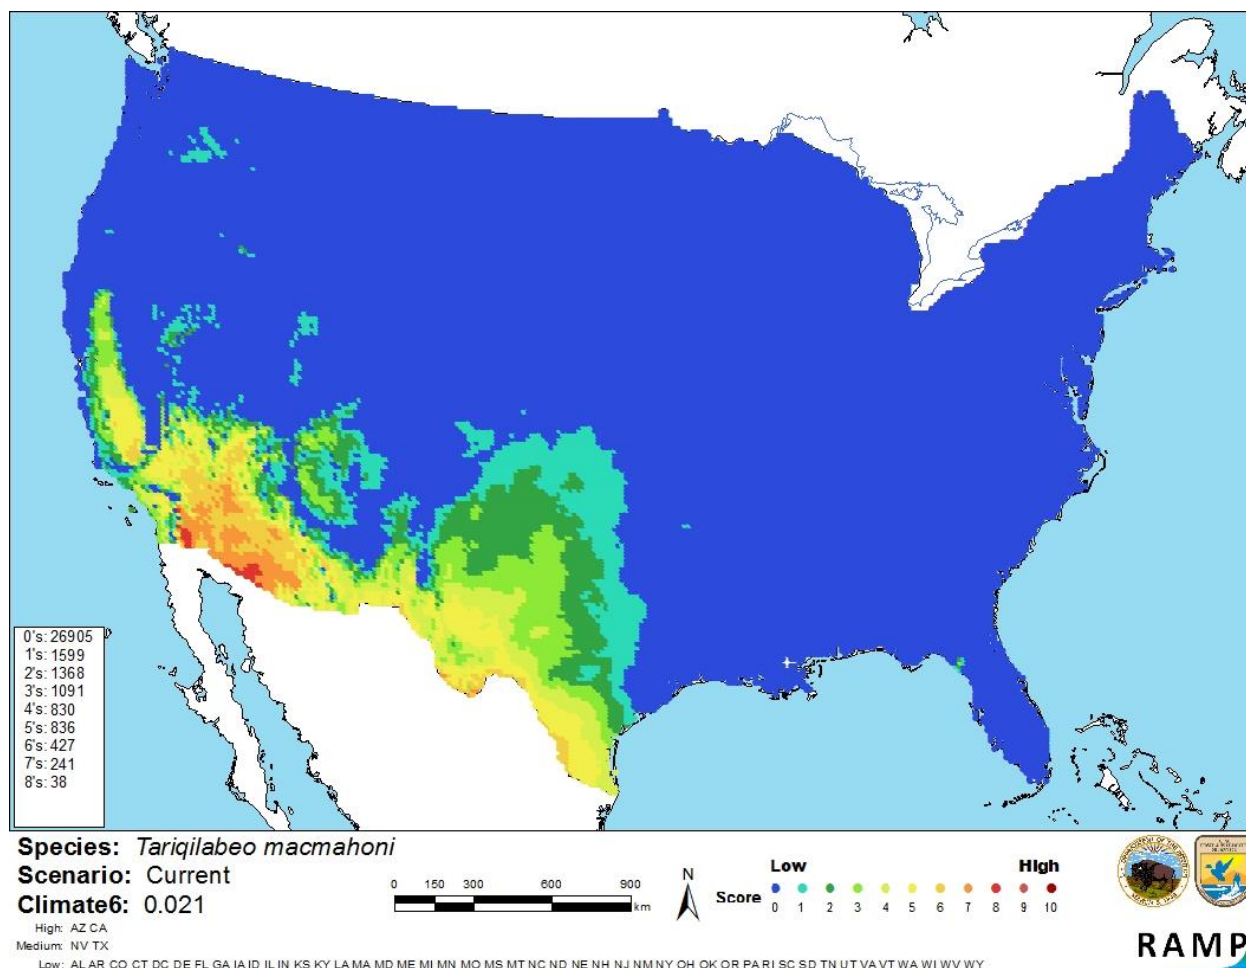 0's: 26905
1's: 1599
2's: 1368
3's: 1091
4's: 830
5's: 836
6's: 427
7's: 241
8's: 38
Species: Tariqilabeo macmahoni
Scenario: Current
Climate6: 0.021
High: AZ CA
Medium: NV TX
Low: AL AR CO CT DC DE FL GA IA ID IL IN KS KY LA MA MD ME MI MN MO MS MT NC ND NE NH NJ NM NY OH OK OR PA RI SC SD TN UT VA VT WA WI WV WY
0 150 300 600 900
km
N
Low High
Score 0 1 2 3 4 5 6 7 8 9 10
RAMP